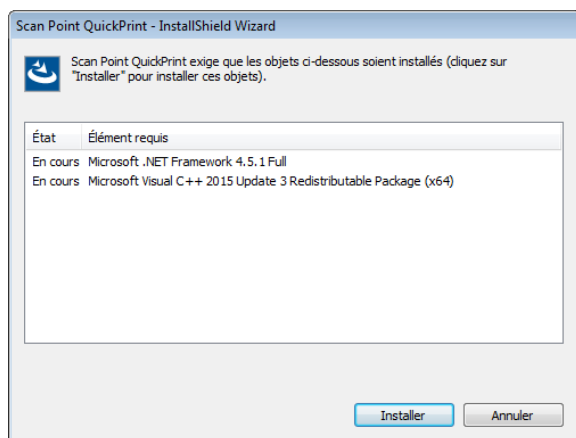 Scan Point QuickPrint - InstallShield Wizard
Scan Point QuickPrint exige que les objets ci-dessous soient installés (cliquez sur
"Installer" pour installer ces objets).
État Élément requis
En cours Microsoft .NET Framework 4.5.1 Full
En cours Microsoft Visual C++ 2015 Update 3 Redistributable Package (x64)
Installer Annuler